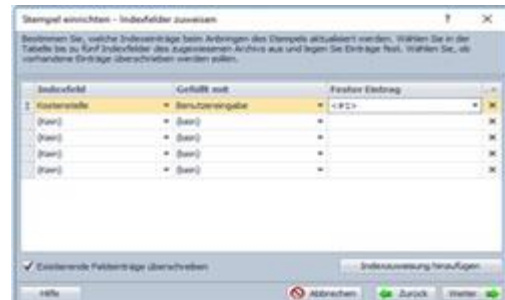 Stempel einrichten - Indexfelder zuweisen
Bestimmen Sie, welche Indexeinträge beim Anbringen des Stempels aktualisiert werden. Wählen Sie in der
Tabelle bis zu fünf Indexfelder des zugewiesenen Archivs aus und legen Sie Einträge fest. Wählen Sie, ob
vorhandene Einträge überschrieben werden sollen.
Indexfeld Gefüllt mit Fester Eintrag
Kostenstelle Benutzereingabe <#1>
(Kein) (kein)
(Kein) (kein)
(Kein) (kein)
(Kein) (kein)
Existierende Feldeinträge überschreiben Indexzuweisung hinzufügen
Hilfe Abbrechen Zurück Weiter